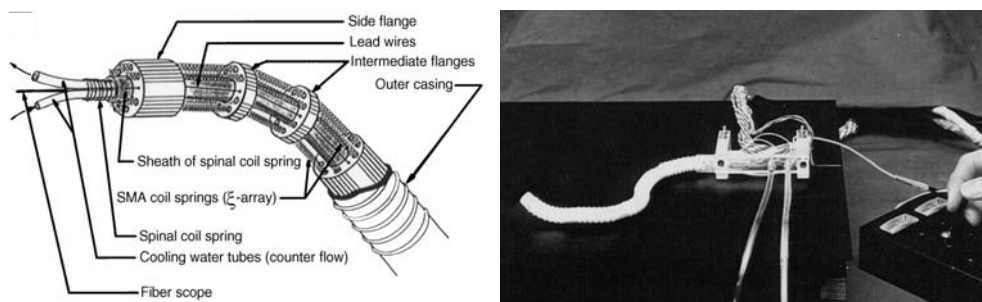 Side flange
Lead wires
Intermediate flanges
Outer casing
Sheath of spinal coil spring
SMA coil springs (ξ-array)
Spinal coil spring
Cooling water tubes (counter flow)
Fiber scope